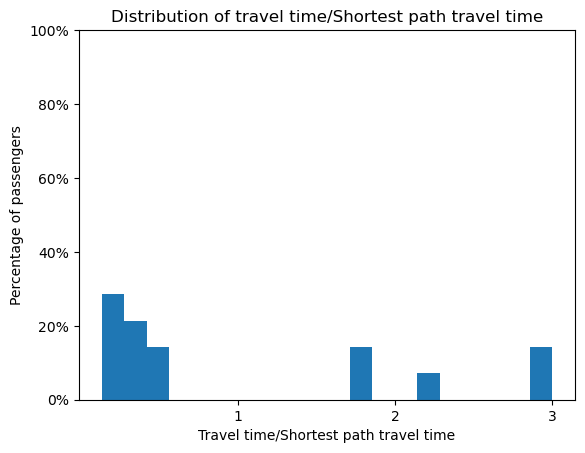 Distribution of travel time/Shortest path travel time
100%
80%
60%
40%
20%
0%
Percentage of passengers
1 2 3
Travel time/Shortest path travel time